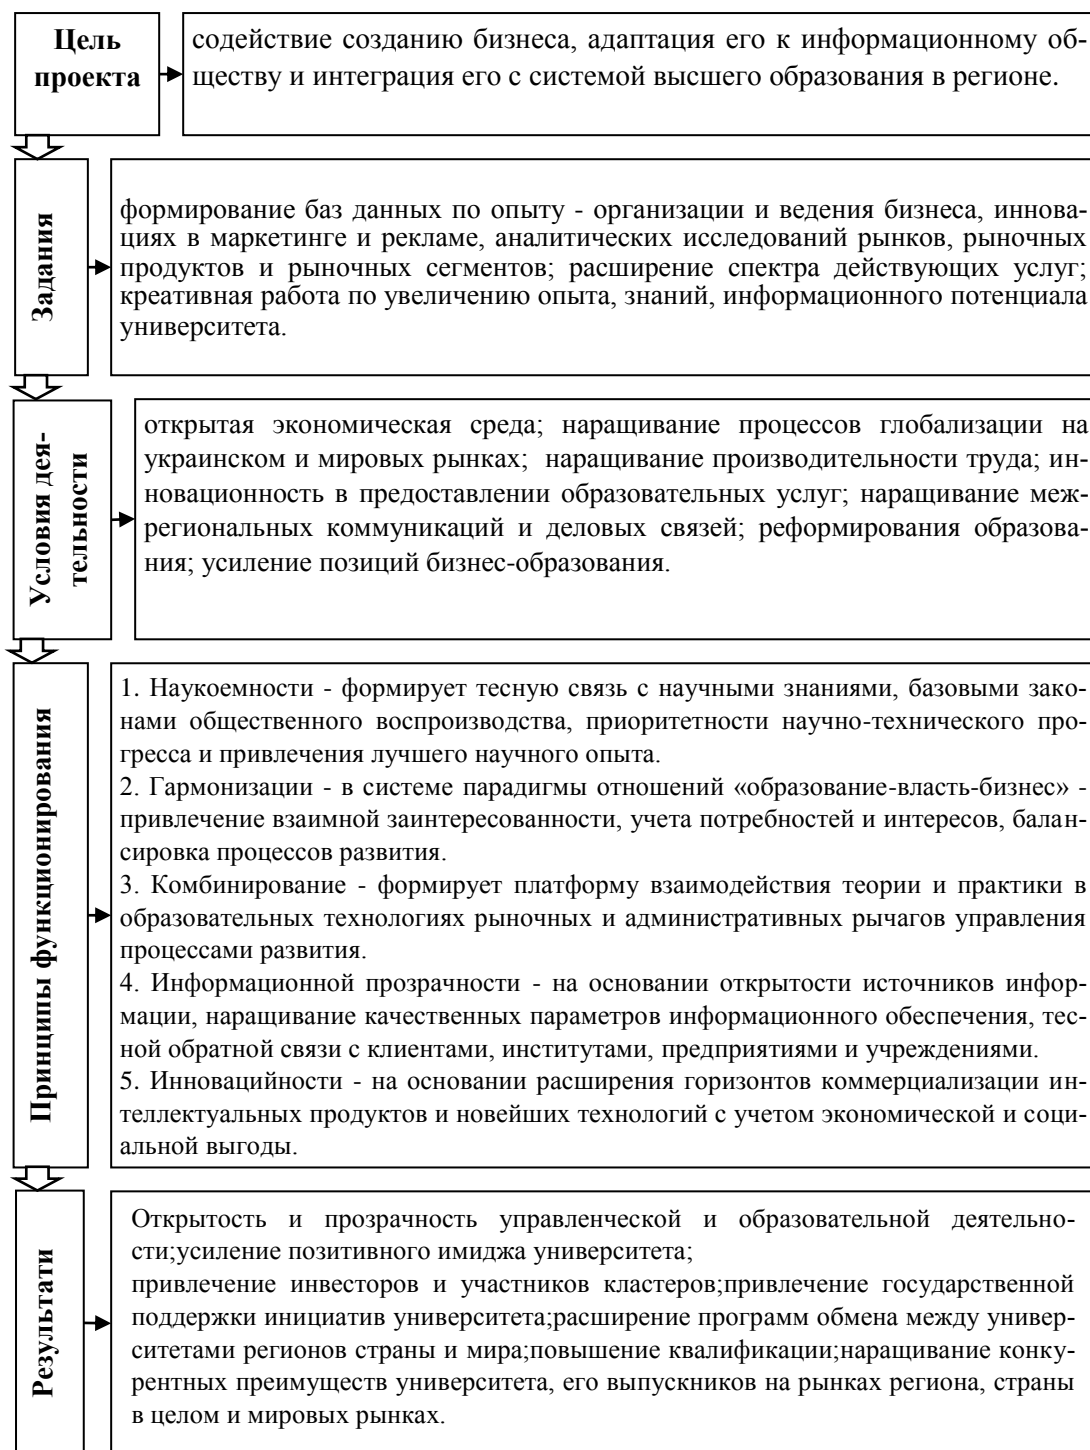 Цель
проекта
содействие созданию бизнеса, адаптация его к информационному об-
ществу и интеграция его с системой высшего образования в регионе.
Задания
формирование баз данных по опыту - организации и ведения бизнеса, иннова-
циях в маркетинге и рекламе, аналитических исследований рынков, рыночных
продуктов и рыночных сегментов; расширение спектра действующих услуг;
креативная работа по увеличению опыта, знаний, информационного потенциала
университета.
Условия дея-
тельности
открытая экономическая среда; наращивание процессов глобализации на
украинском и мировых рынках; наращивание производительности труда; ин-
новационность в предоставлении образовательных услуг; наращивание меж-
региональных коммуникаций и деловых связей; реформирования образова-
ния; усиление позиций бизнес-образования.
Принципы функционирования
1. Наукоемности - формирует тесную связь с научными знаниями, базовыми зако-
нами общественного воспроизводства, приоритетности научно-технического про-
гресса и привлечения лучшего научного опыта.
2. Гармонизации - в системе парадигмы отношений «образование-власть-бизнес» -
привлечение взаимной заинтересованности, учета потребностей и интересов, балан-
сировка процессов развития.
3. Комбинирование - формирует платформу взаимодействия теории и практики в
образовательных технологиях рыночных и административных рычагов управления
процессами развития.
4. Информационной прозрачности - на основании открытости источников инфор-
мации, наращивание качественных параметров информационного обеспечения, тес-
ной обратной связи с клиентами, институтами, предприятиями и учреждениями.
5. Инновацийности - на основании расширения горизонтов коммерциализации ин-
теллектуальных продуктов и новейших технологий с учетом экономической и соци-
альной выгоды.
Результати
Открытость и прозрачность управленческой и образовательной деятельно-
сти;усиление позитивного имиджа университета;
привлечение инвесторов и участников кластеров;привлечение государственной
поддержки инициатив университета;расширение программ обмена между универ-
ситетами регионов страны и мира;повышение квалификации;наращивание конку-
рентных преимуществ университета, его выпускников на рынках региона, страны
в целом и мировых рынках.